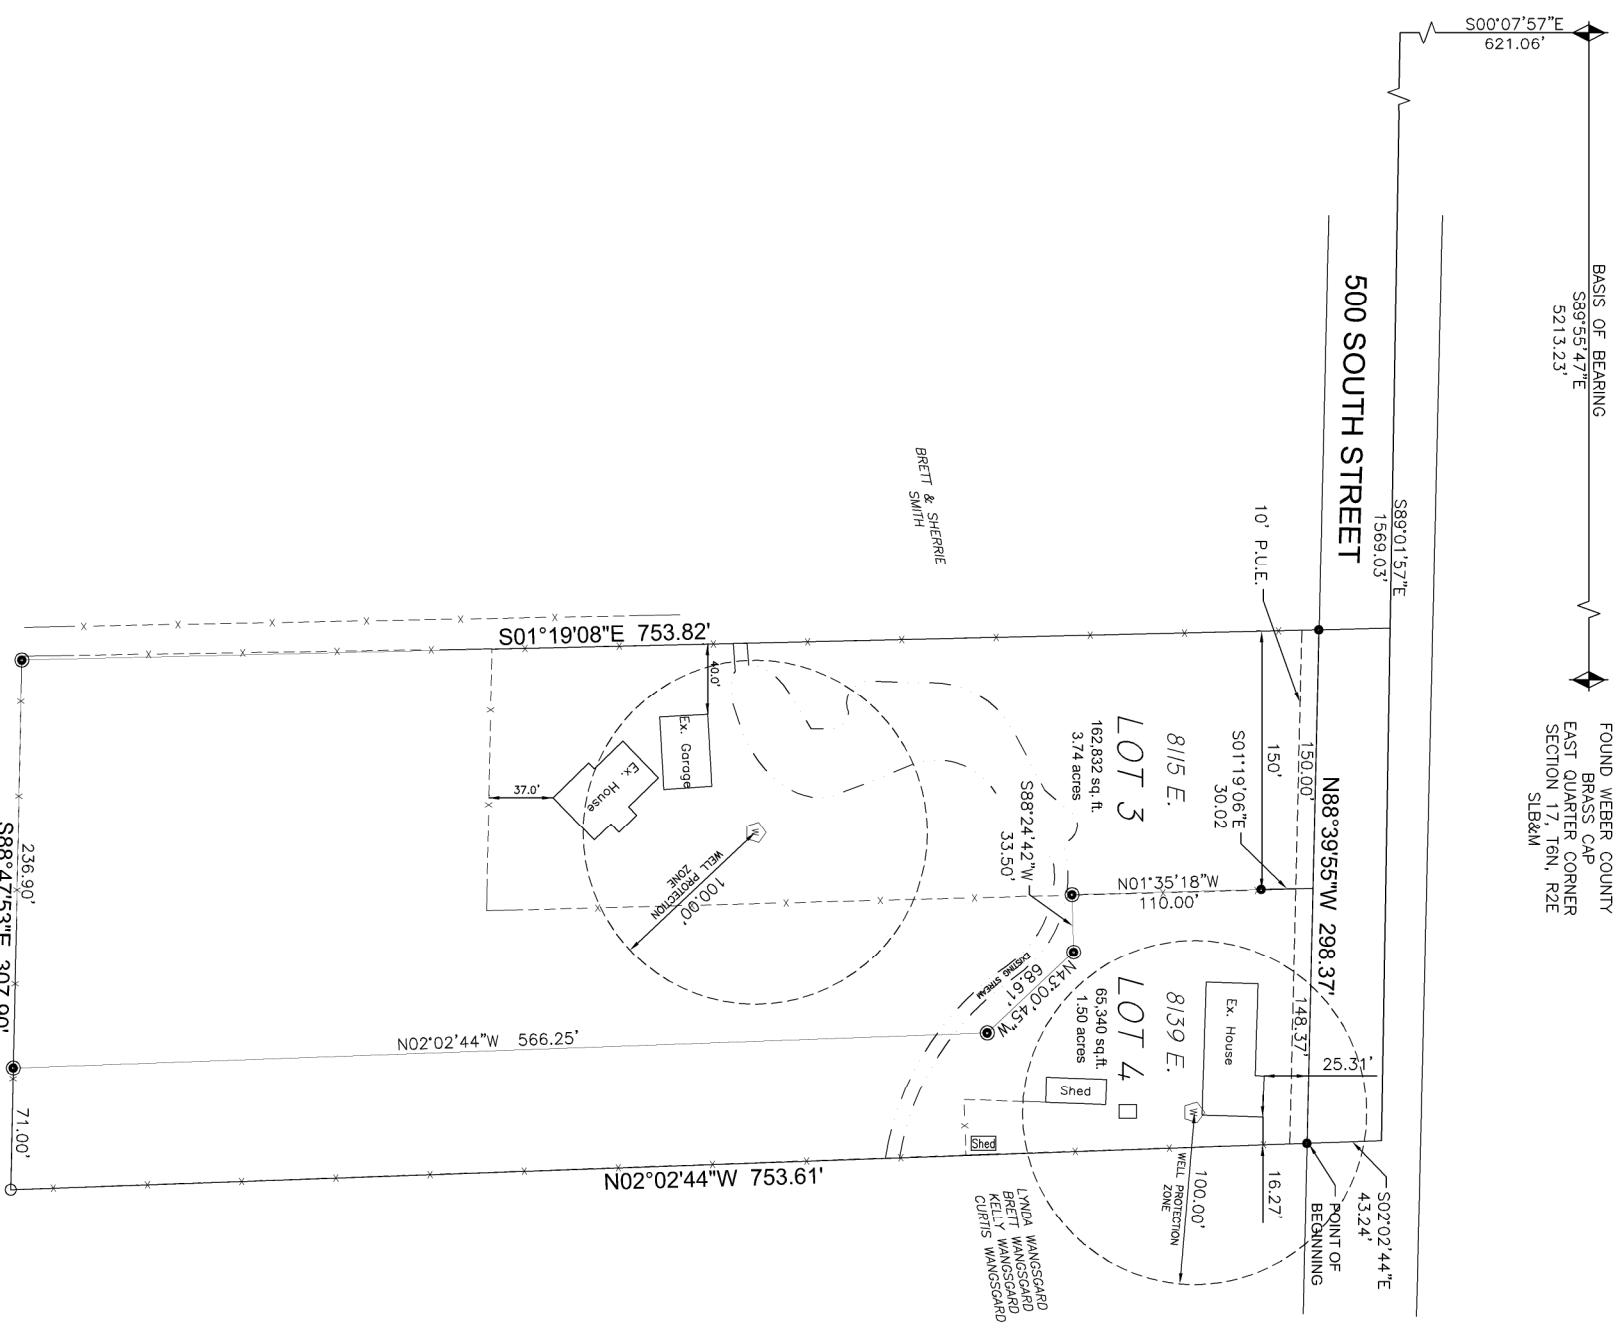 S00°07'57"E
621.06'
BASIS OF BEARING
S89°55'47"E
5213.23'
FOUND WEBER COUNTY
BRASS CAP
EAST QUARTER CORNER
SECTION 17, T6N, R2E
SLB&M
500 SOUTH STREET
S89°01'57"E
1569.03'
BRETT & SHERRIE
SMITH
10' P.U.E.
N88°39'55"W 298.37'
150.00'
148.37'
150'
S01°19'06"E
30.02
25.31'
16.27'
S02°02'44"E
43.24'
POINT OF
BEGINNING
8115 E.
LOT 3
162,832 sq. ft.
3.74 acres
N01°35'18"W
110.00'
S88°24'42"W
33.50'
N43°00'45"W
68.61'
EXISTING STREAM
8139 E.
LOT 4
65,340 sq.ft.
1.50 acres
Ex. House
Shed
Shed
W
WELL PROTECTION
ZONE
100.00'
S01°19'08"E 753.82'
40.0'
Ex. Garage
Ex. House
37.0'
W
WELL PROTECTION
ZONE
100.00'
N02°02'44"W 566.25'
N02°02'44"W 753.61'
LYNDA WANGSGARD
BRETT WANGSGARD
KELLY WANGSGARD
CURTIS WANGSGARD
236.90'
71.00'
S88°47'53"E 307.90'